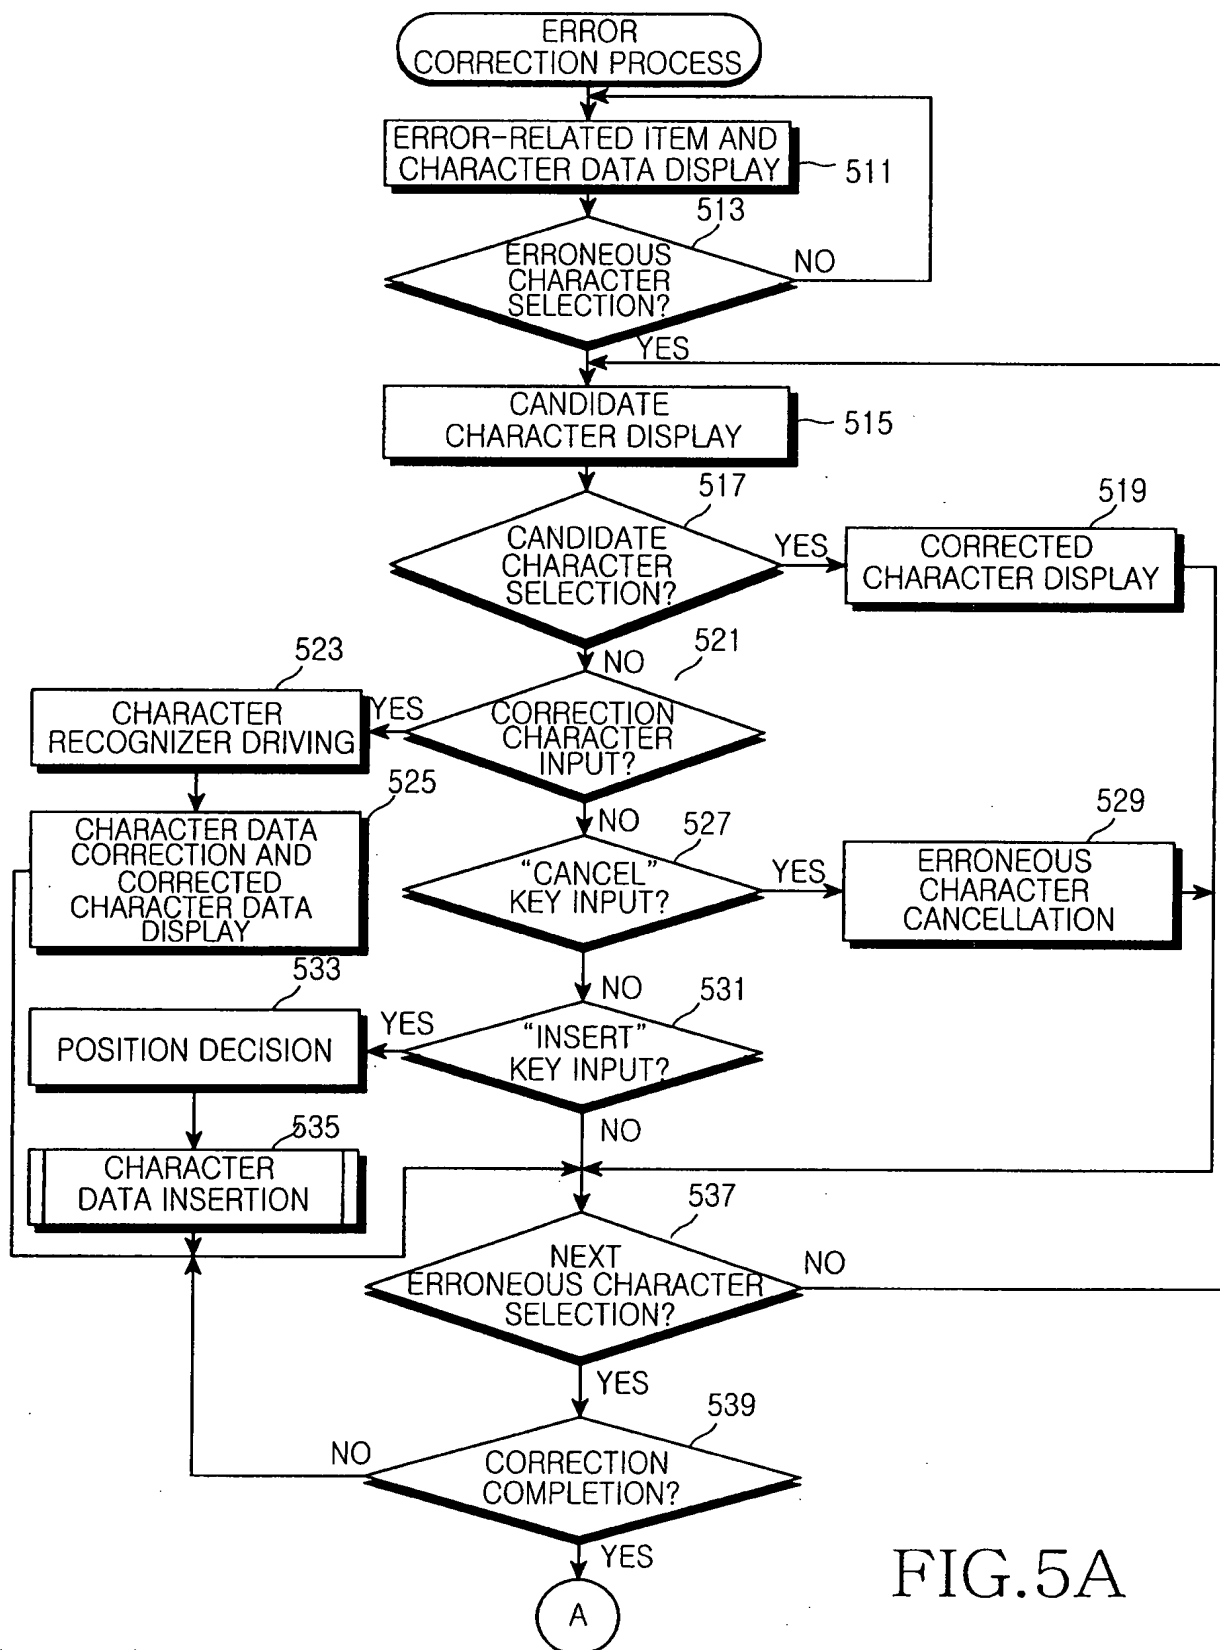 ERROR
CORRECTION PROCESS
ERROR-RELATED ITEM AND
CHARACTER DATA DISPLAY
511
513
ERRONEOUS
CHARACTER
SELECTION?
NO
YES
CANDIDATE
CHARACTER DISPLAY
515
517
CANDIDATE
CHARACTER
SELECTION?
YES
519
CORRECTED
CHARACTER DISPLAY
NO
521
523
CHARACTER
RECOGNIZER DRIVING
YES
CORRECTION
CHARACTER
INPUT?
525
CHARACTER DATA
CORRECTION AND
CORRECTED
CHARACTER DATA
DISPLAY
NO
527
"CANCEL"
KEY INPUT?
YES
529
ERRONEOUS
CHARACTER
CANCELLATION
533
NO
531
POSITION DECISION
YES
"INSERT"
KEY INPUT?
535
NO
CHARACTER
DATA INSERTION
537
NEXT
ERRONEOUS CHARACTER
SELECTION?
NO
YES
539
NO
CORRECTION
COMPLETION?
YES
A
FIG.5A